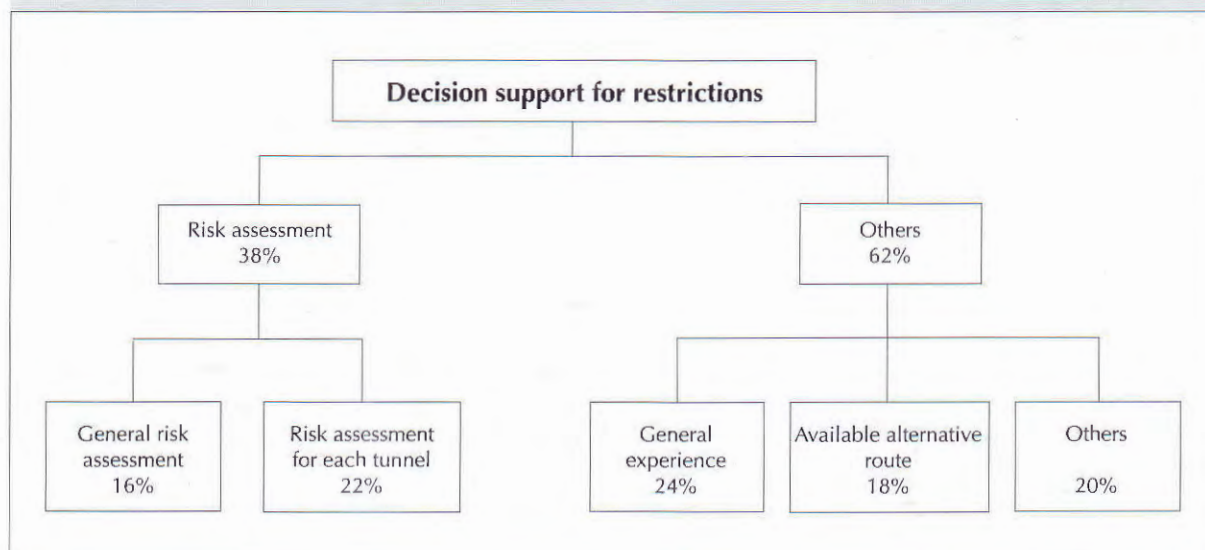 Decision support for restrictions
Risk assessment
38%
Others
62%
General risk
assessment
16%
Risk assessment
for each tunnel
22%
General
experience
24%
Available alternative
route
18%
Others
20%